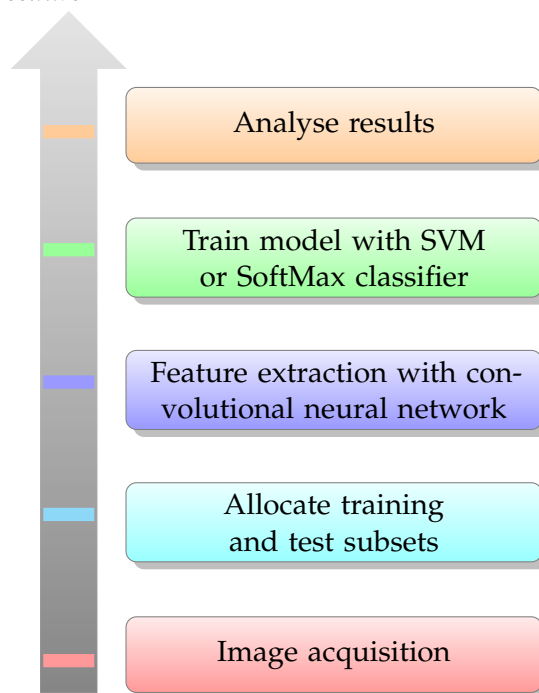 Analyse results
Train model with SVM
or SoftMax classifier
Feature extraction with con-
volutional neural network
Allocate training
and test subsets
Image acquisition